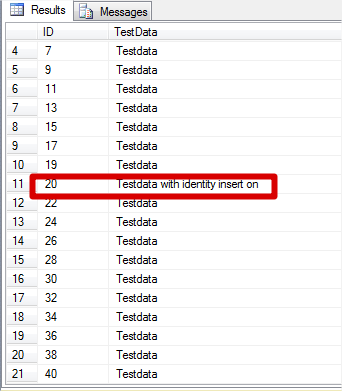 Results Messages
ID TestData
4 7 Testdata
5 9 Testdata
6 11 Testdata
7 13 Testdata
8 15 Testdata
9 17 Testdata
10 19 Testdata
11 20 Testdata with identity insert on
12 22 Testdata
13 24 Testdata
14 26 Testdata
15 28 Testdata
16 30 Testdata
17 32 Testdata
18 34 Testdata
19 36 Testdata
20 38 Testdata
21 40 Testdata